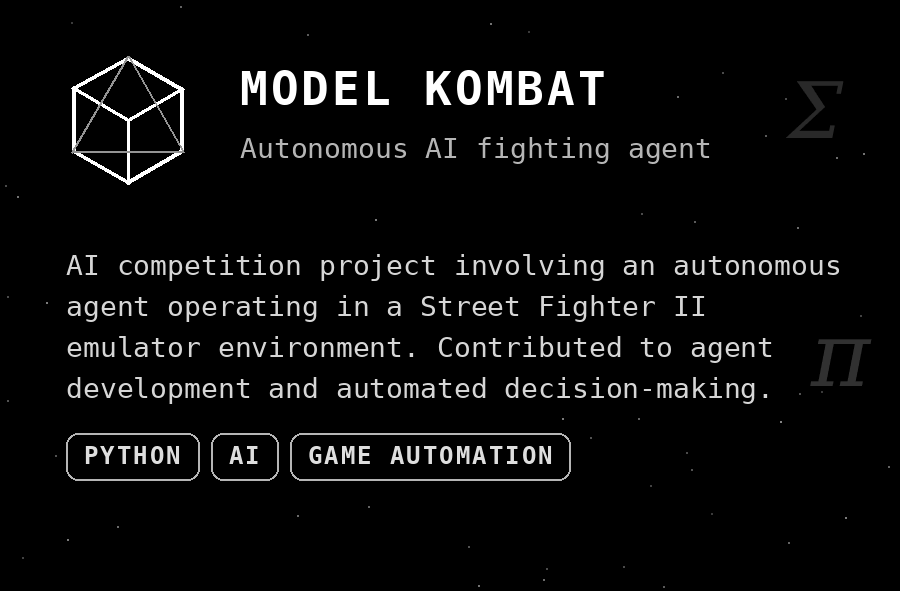 MODEL KOMBAT
Autonomous AI fighting agent
Σ
AI competition project involving an autonomous
agent operating in a Street Fighter II
emulator environment. Contributed to agent
development and automated decision-making.
Π
PYTHON AI GAME AUTOMATION